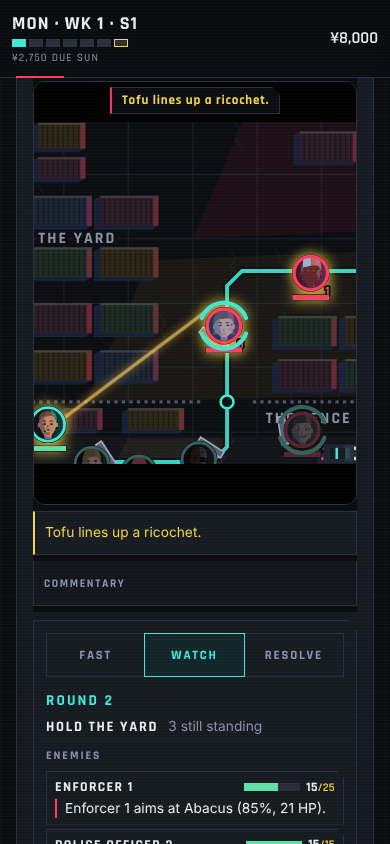 MON · WK 1 · S1
¥8,000
¥2,750 DUE SUN
Tofu lines up a ricochet.
THE YARD
Tofu lines up a ricochet.
COMMENTARY
FAST
WATCH
RESOLVE
ROUND 2
HOLD THE YARD 3 still standing
ENEMIES
ENFORCER 1 15/25
Enforcer 1 aims at Abacus (85%, 21 HP).